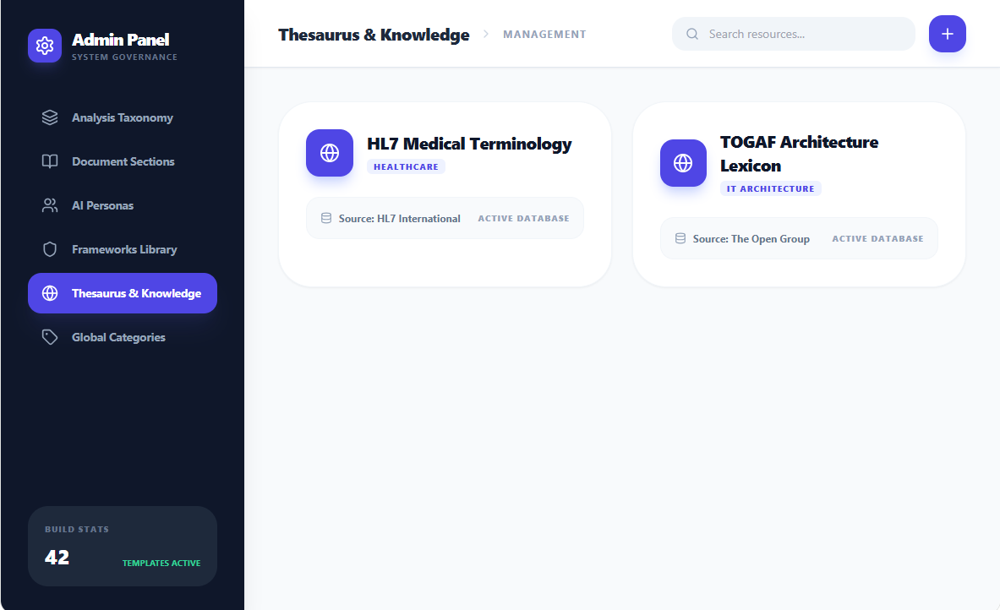 Admin Panel
SYSTEM GOVERNANCE
Analysis Taxonomy
Document Sections
AI Personas
Frameworks Library
Thesaurus & Knowledge
Global Categories
BUILD STATS
42
TEMPLATES ACTIVE
Thesaurus & Knowledge
MANAGEMENT
Search resources...
HL7 Medical Terminology
HEALTHCARE
Source: HL7 International
ACTIVE DATABASE
TOGAF Architecture
Lexicon
IT ARCHITECTURE
Source: The Open Group
ACTIVE DATABASE